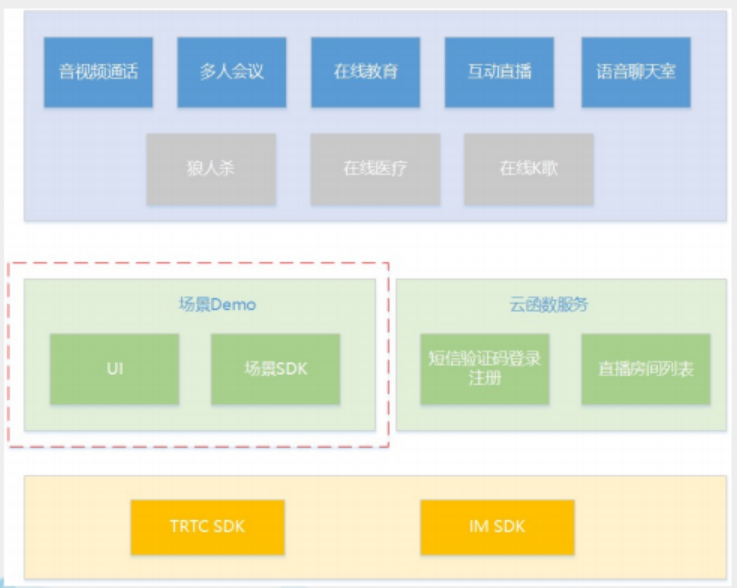 音视频通话
多人会议
在线教育
互动直播
语音聊天室
狼人杀
在线医疗
在线K歌
场景Demo
UI
场景SDK
云函数服务
短信验证码登录
注册
直播房间列表
TRTC SDK
IM SDK